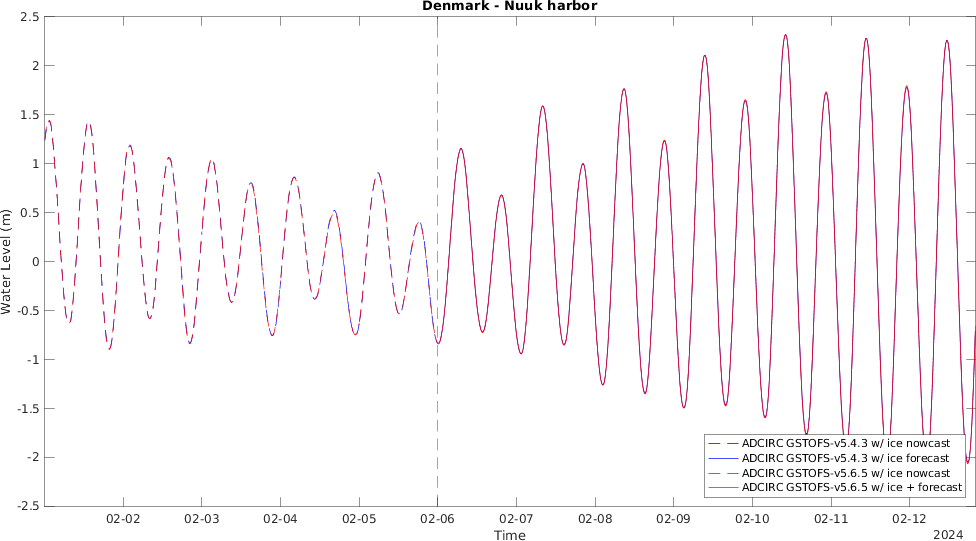 Denmark - Nuuk harbor
2.5
2
1.5
1
0.5
0
-0.5
-1
-1.5
-2
-2.5
Water Level (m)
ADCIRC GSTOFS-v5.4.3 w/ ice nowcast
ADCIRC GSTOFS-v5.4.3 w/ ice forecast
ADCIRC GSTOFS-v5.6.5 w/ ice nowcast
ADCIRC GSTOFS-v5.6.5 w/ ice + forecast
02-02 02-03 02-04 02-05 02-06 02-07 02-08 02-09 02-10 02-11 02-12
Time
2024